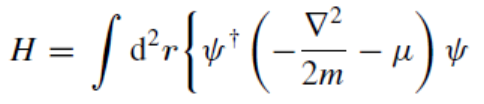 H = ∫ d²r { ψ† ( − ∇²/2m − μ ) ψ